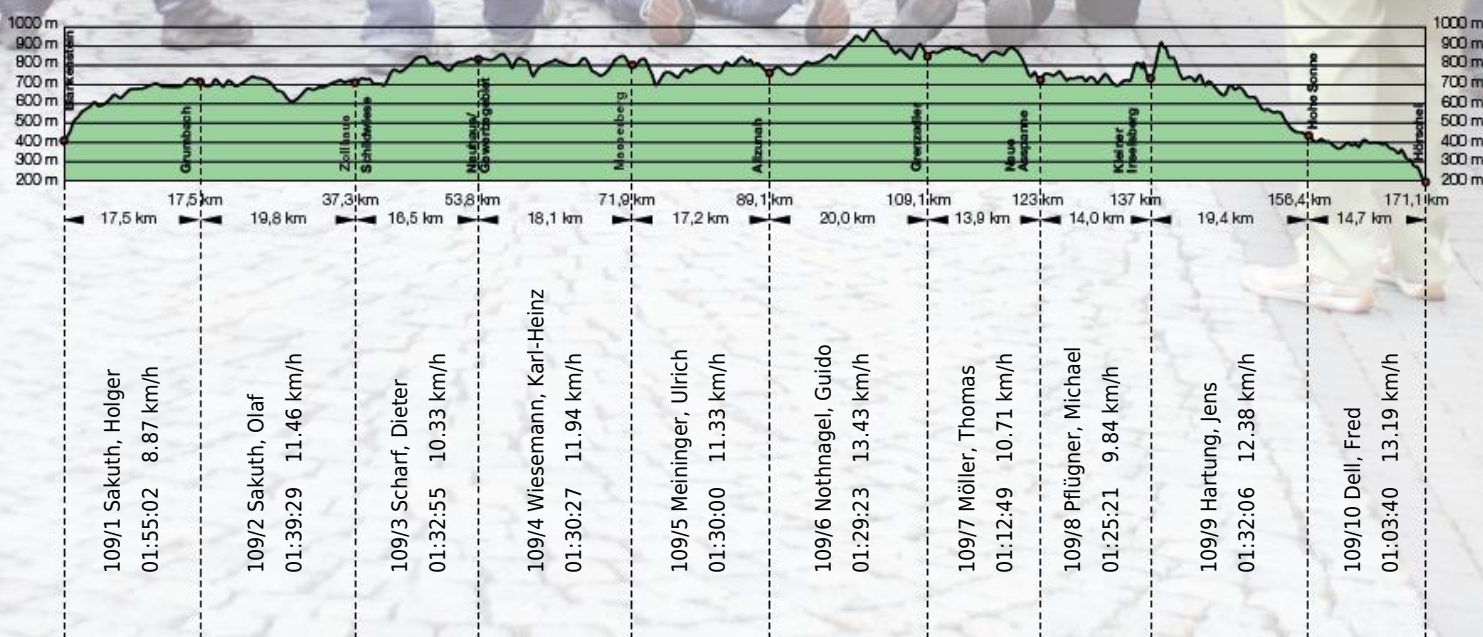 1000 m
900 m
800 m
700 m
600 m
500 m
400 m
300 m
200 m
1000 m
900 m
800 m
700 m
600 m
500 m
400 m
300 m
200 m
Blankenstein
Grumbach
Zollhaus
Schildwiese
Neuhaus/
Masserberg
Allzunah
Grenzadler
Neue
Ausspanne
Kleiner
Inselsberg
Hohe Sonne
Hörschel
17,5 km 37,3 km 53,8 km 71,9 km 89,1 km 109,1 km 123 km 137 km 156,4 km 171,1 km
17,5 km 19,8 km 16,5 km 18,1 km 17,2 km 20,0 km 13,9 km 14,0 km 19,4 km 14,7 km
109/1 Sakuth, Holger
01:55:02 8.87 km/h
109/2 Sakuth, Olaf
01:39:29 11.46 km/h
109/3 Scharf, Dieter
01:32:55 10.33 km/h
109/4 Wiesemann, Karl-Heinz
01:30:27 11.94 km/h
109/5 Meininger, Ulrich
01:30:00 11.33 km/h
109/6 Nothnagel, Guido
01:29:23 13.43 km/h
109/7 Möller, Thomas
01:12:49 10.71 km/h
109/8 Pflügner, Michael
01:25:21 9.84 km/h
109/9 Hartung, Jens
01:32:06 12.38 km/h
109/10 Dell, Fred
01:03:40 13.19 km/h